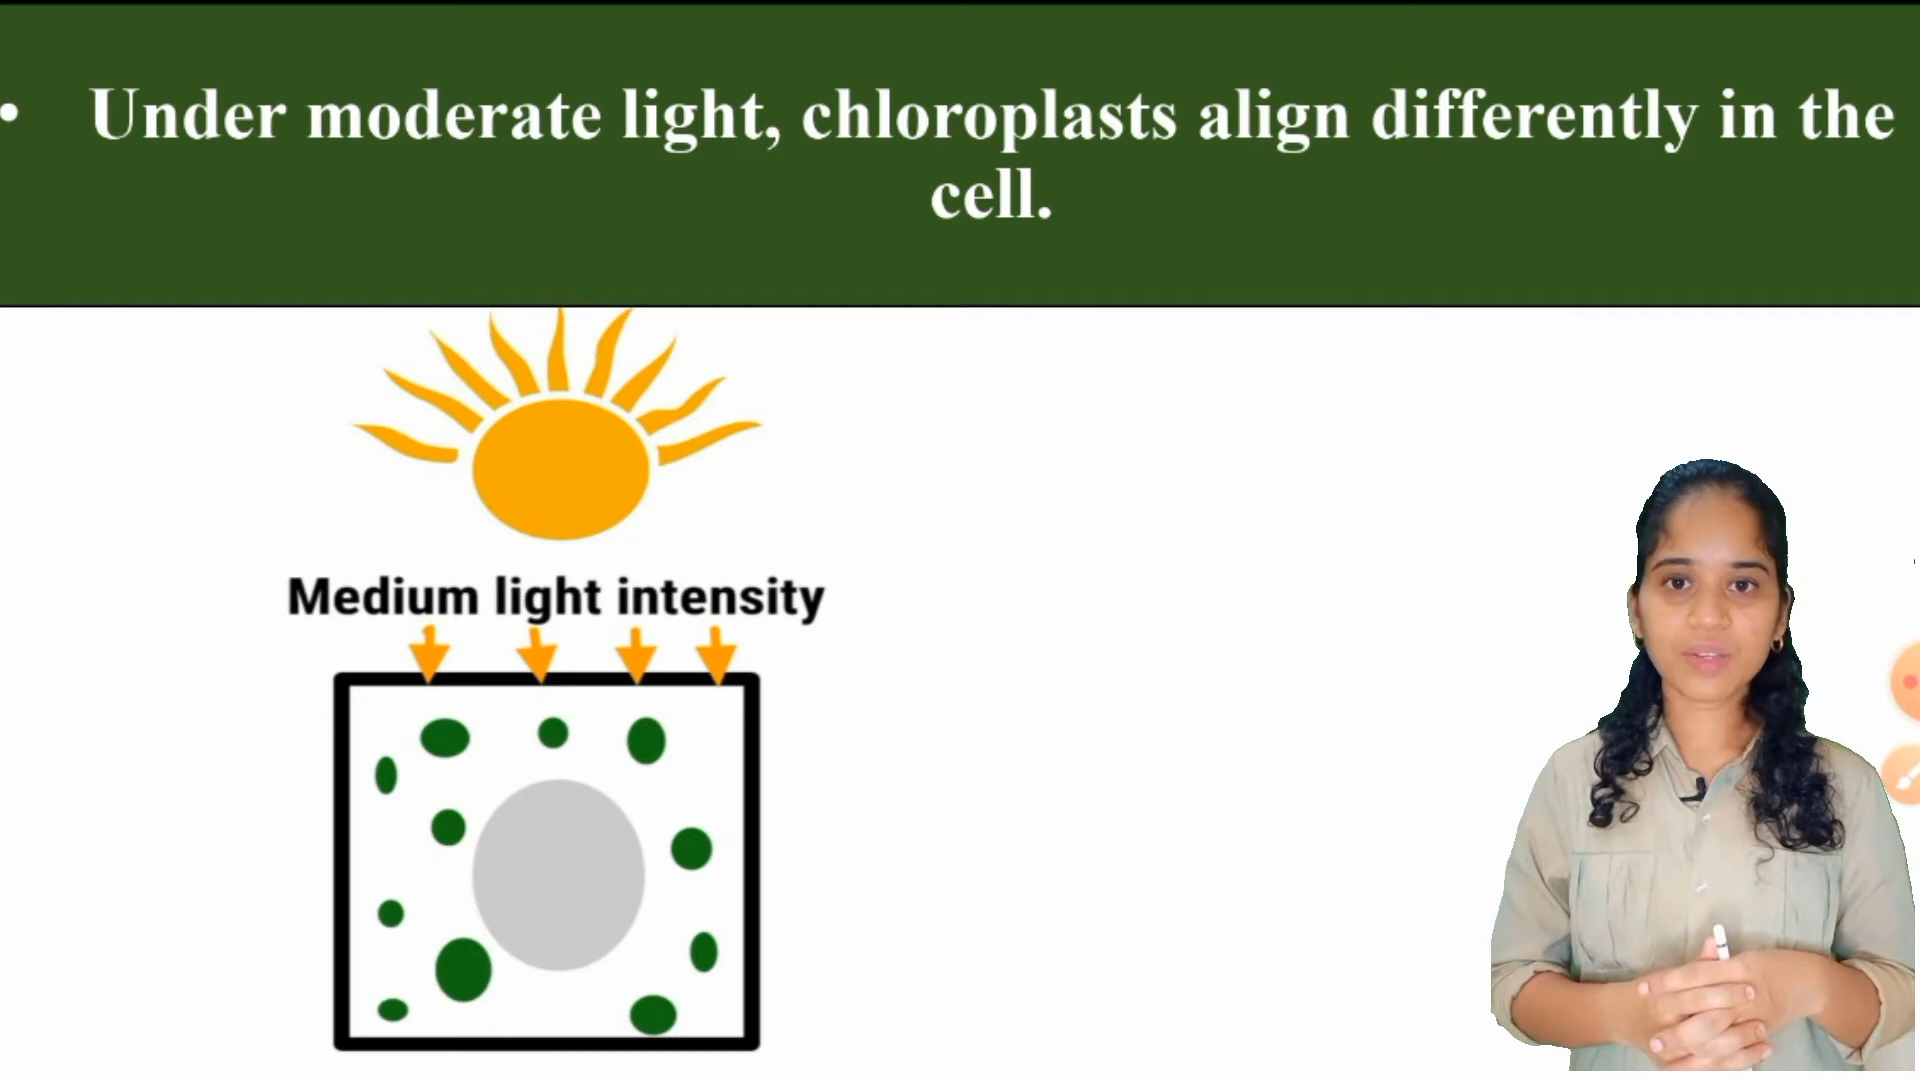 • Under moderate light, chloroplasts align differently in the
cell.
Medium light intensity